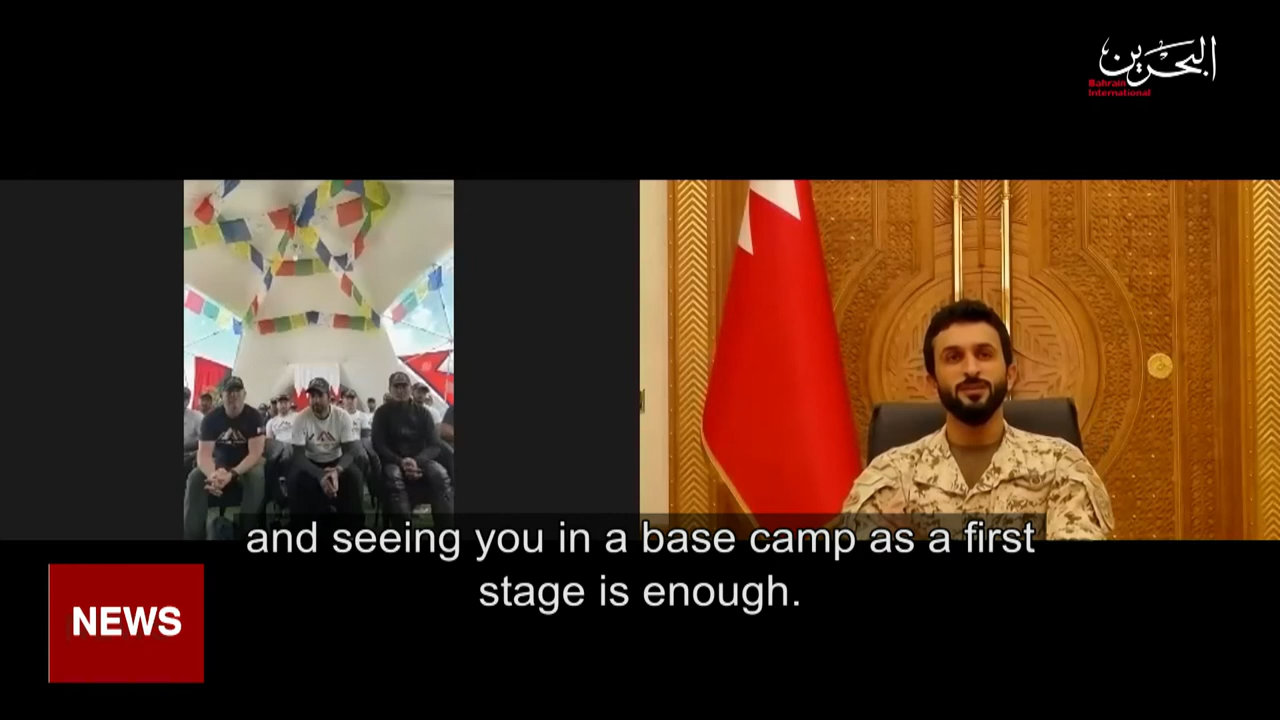 البحرين
Bahrain
International
and seeing you in a base camp as a first
stage is enough.
NEWS